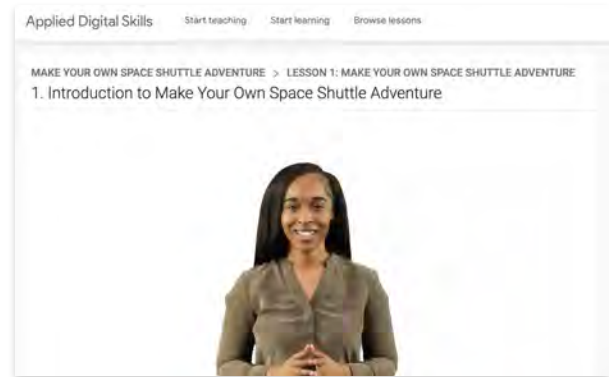 Applied Digital Skills Start teaching Start learning Browse lessons
MAKE YOUR OWN SPACE SHUTTLE ADVENTURE > LESSON 1: MAKE YOUR OWN SPACE SHUTTLE ADVENTURE
1. Introduction to Make Your Own Space Shuttle Adventure